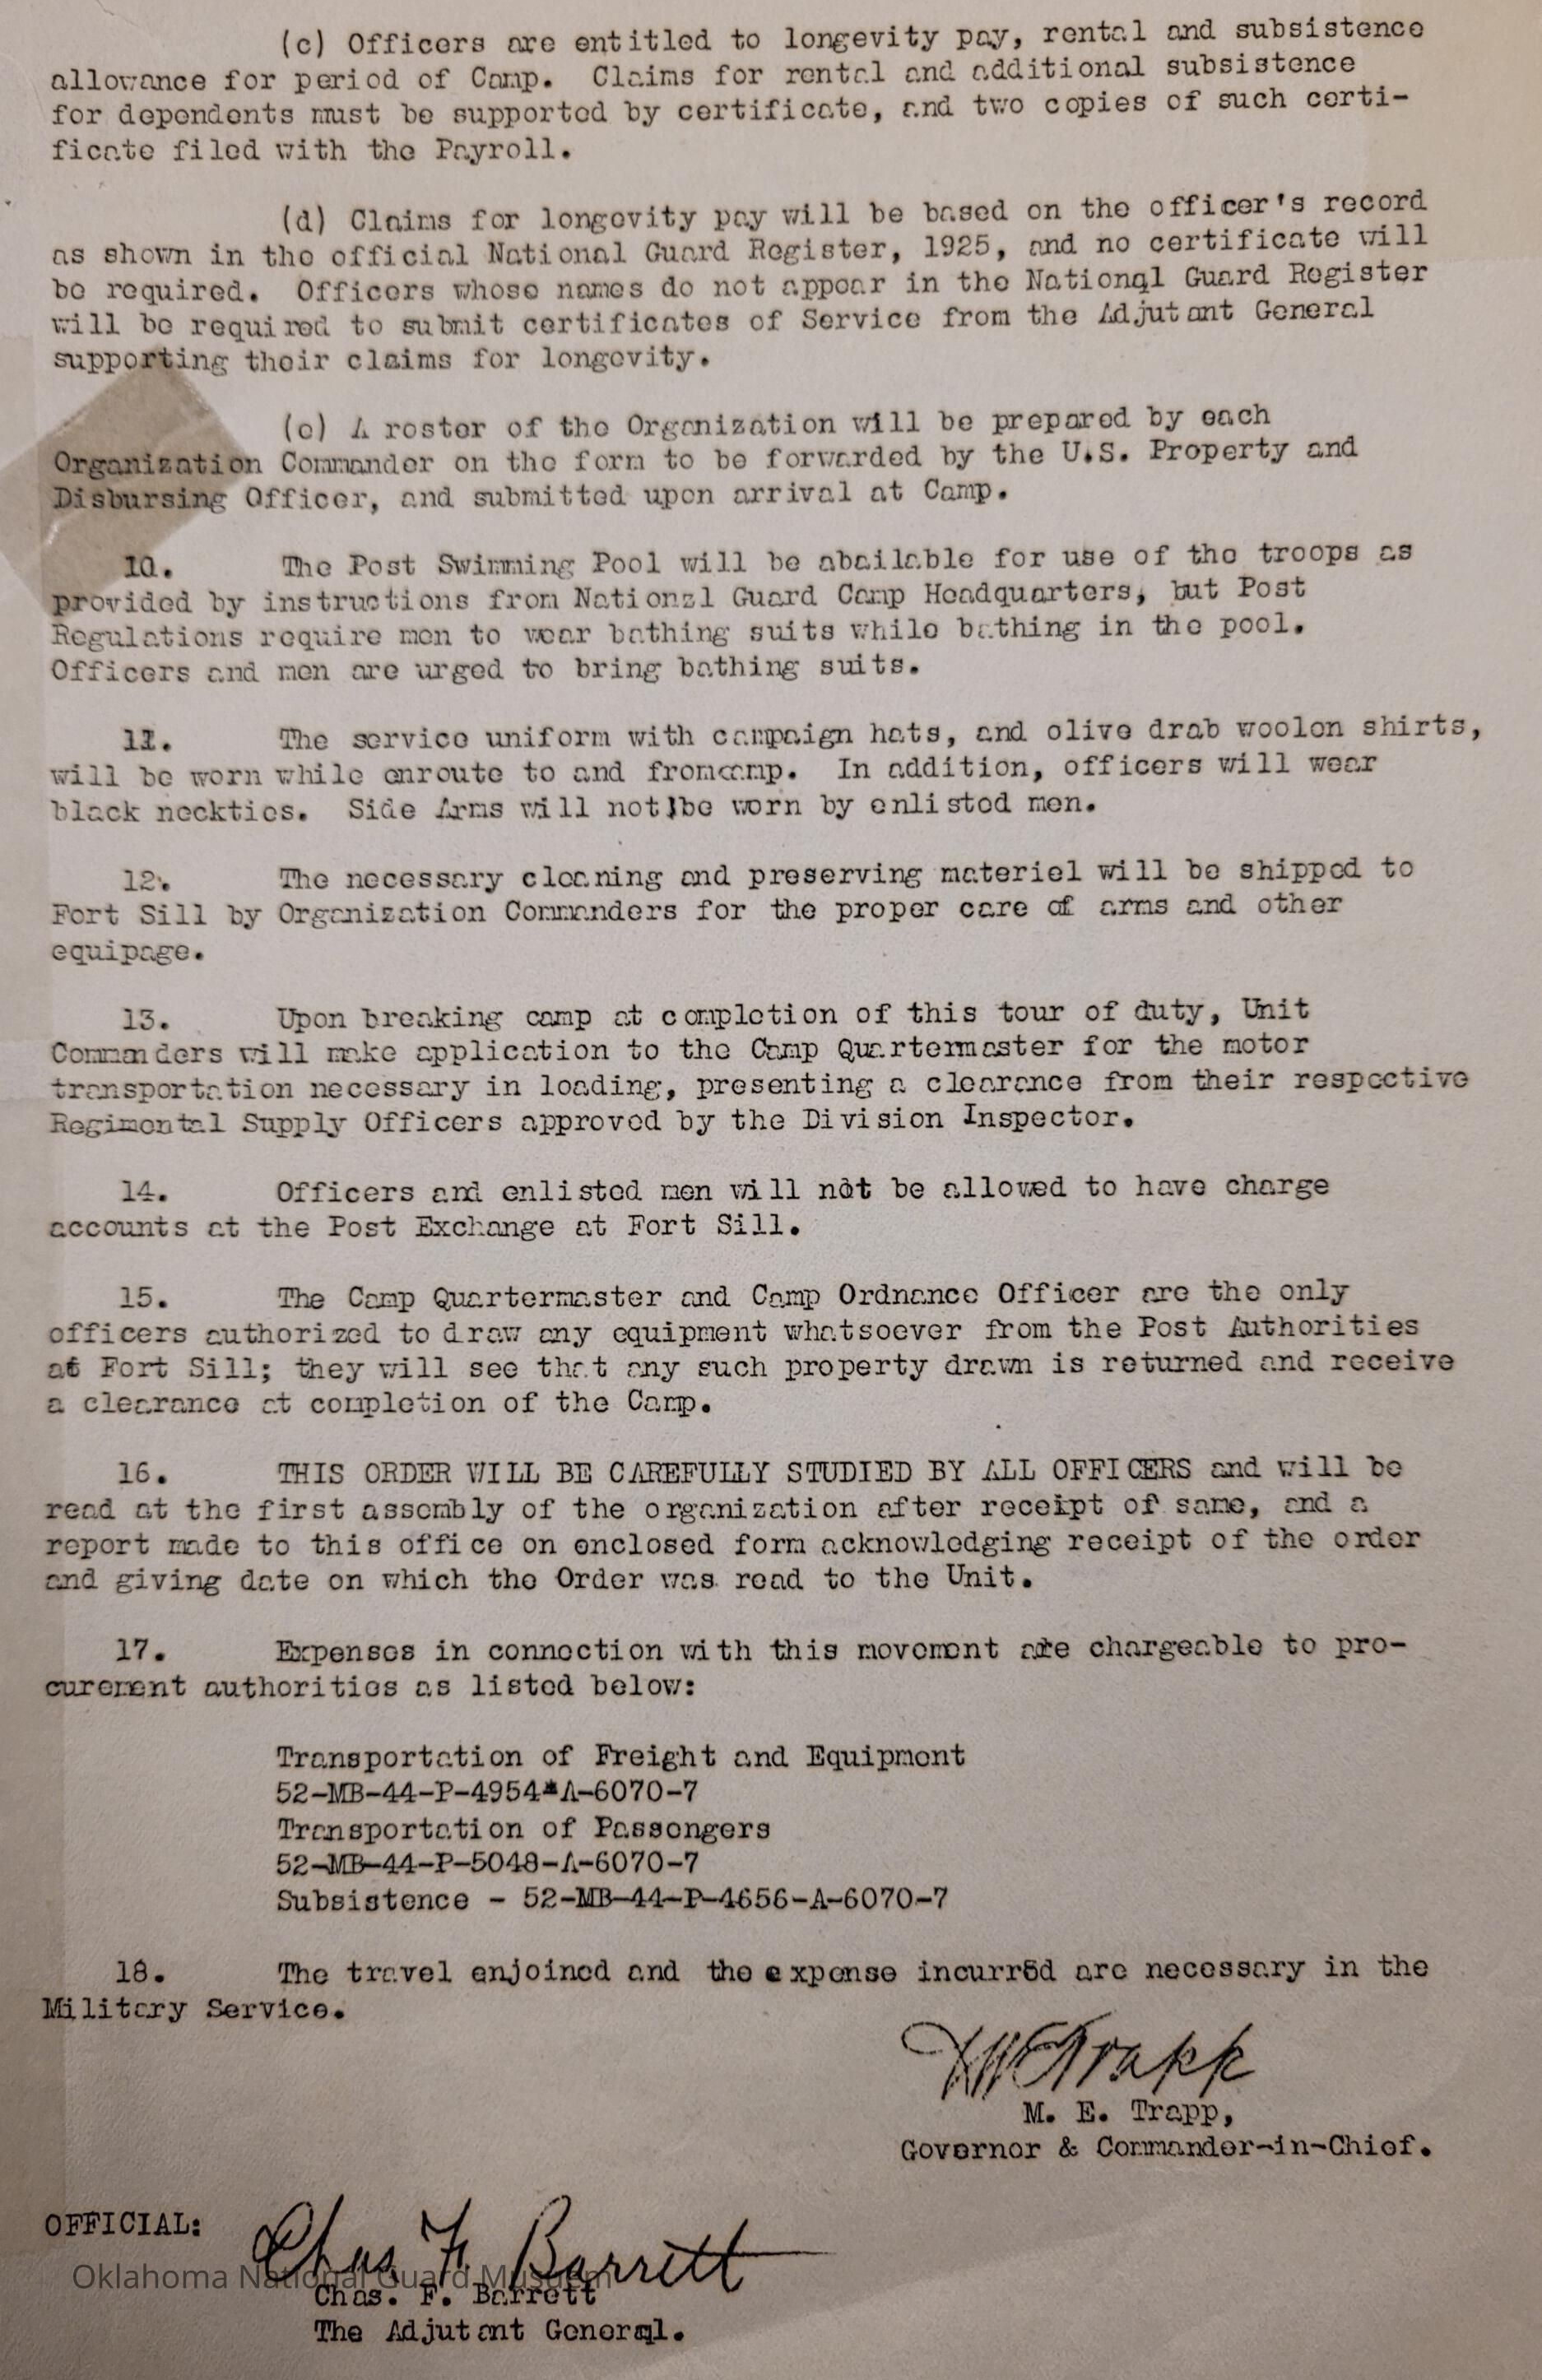 (c) Officers are entitled to longevity pay, rental and subsistence
allowance for period of Camp. Claims for rental and additional subsistence
for dependents must be supported by certificate, and two copies of such certi-
ficate filed with the Payroll.
(d) Claims for longevity pay will be based on the officer's record
as shown in the official National Guard Register, 1925, and no certificate will
be required. Officers whose names do not appear in the National Guard Register
will be required to submit certificates of Service from the Adjutant General
supporting their claims for longevity.
(e) A roster of the Organization will be prepared by each
Organization Commander on the form to be forwarded by the U.S. Property and
Disbursing Officer, and submitted upon arrival at Camp.
10. The Post Swimming Pool will be abailable for use of the troops as
provided by instructions from Nationzl Guard Camp Headquarters, but Post
Regulations require men to wear bathing suits while bathing in the pool.
Officers and men are urged to bring bathing suits.
11. The service uniform with campaign hats, and olive drab woolen shirts,
will be worn while enroute to and fromcamp. In addition, officers will wear
black neckties. Side Arms will not be worn by enlisted men.
12. The necessary cleaning and preserving materiel will be shipped to
Fort Sill by Organization Commanders for the proper care of arms and other
equipage.
13. Upon breaking camp at completion of this tour of duty, Unit
Commanders will make application to the Camp Quartermaster for the motor
transportation necessary in loading, presenting a clearance from their respective
Regimental Supply Officers approved by the Division Inspector.
14. Officers and enlisted men will not be allowed to have charge
accounts at the Post Exchange at Fort Sill.
15. The Camp Quartermaster and Camp Ordnance Officer are the only
officers authorized to draw any equipment whatsoever from the Post Authorities
at Fort Sill; they will see that any such property drawn is returned and receive
a clearance at completion of the Camp.
16. THIS ORDER WILL BE CAREFULLY STUDIED BY ALL OFFICERS and will be
read at the first assembly of the organization after receipt of same, and a
report made to this office on enclosed form acknowledging receipt of the order
and giving date on which the Order was read to the Unit.
17. Expenses in connection with this movement are chargeable to pro-
curement authorities as listed below:
Transportation of Freight and Equipment
52-MB-44-P-4954-A-6070-7
Transportation of Passengers
52-MB-44-P-5048-A-6070-7
Subsistence - 52-MB-44-P-4656-A-6070-7
18. The travel enjoined and the expense incurred are necessary in the
Military Service.
M E Trapp
M. E. Trapp,
Governor & Commander-in-Chief.
OFFICIAL:
Chas F. Barrett
Oklahoma National Guard Museum
Chas. F. Barrett
The Adjutant General.